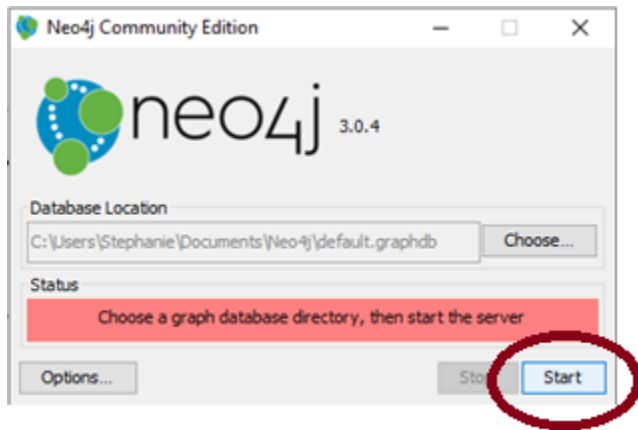 Neo4j Community Edition
neo4j 3.0.4
Database Location
C:\Users\Stephanie\Documents\Neo4j\default.graphdb Choose...
Status
Choose a graph database directory, then start the server
Options... Stop Start